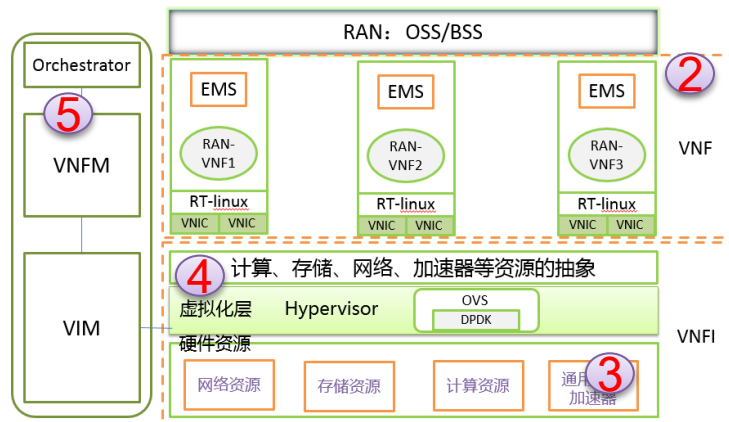 RAN：OSS/BSS
Orchestrator
5
VNFM
VIM
2
EMS
EMS
EMS
RAN-
VNF1
RAN-
VNF2
RAN-
VNF3
VNF
RT-linux
RT-linux
RT-linux
VNIC VNIC
VNIC VNIC
VNIC VNIC
4
计算、存储、网络、加速器等资源的抽象
虚拟化层 Hypervisor
OVS
DPDK
VNFI
硬件资源
网络资源
存储资源
计算资源
通用
加速器
3